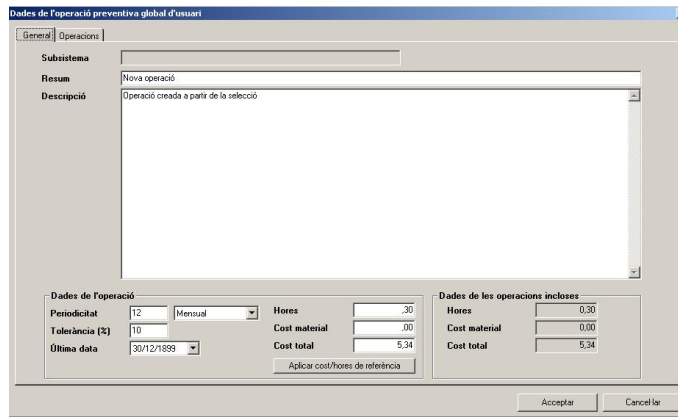 Dades de l'operació preventiva global d'usuari
General Operacions
Subsistema
Resum Nova operació
Descripció Operació creada a partir de la selecció
Dades de l'operació
Periodicitat 12 Mensual
Tolerància (%) 10
Última data 30/12/1899
Hores ,30
Cost material ,00
Cost total 5,34
Aplicar cost/hores de referència
Dades de les operacions incloses
Hores 0,30
Cost material 0,00
Cost total 5,34
Acceptar Cancel·lar